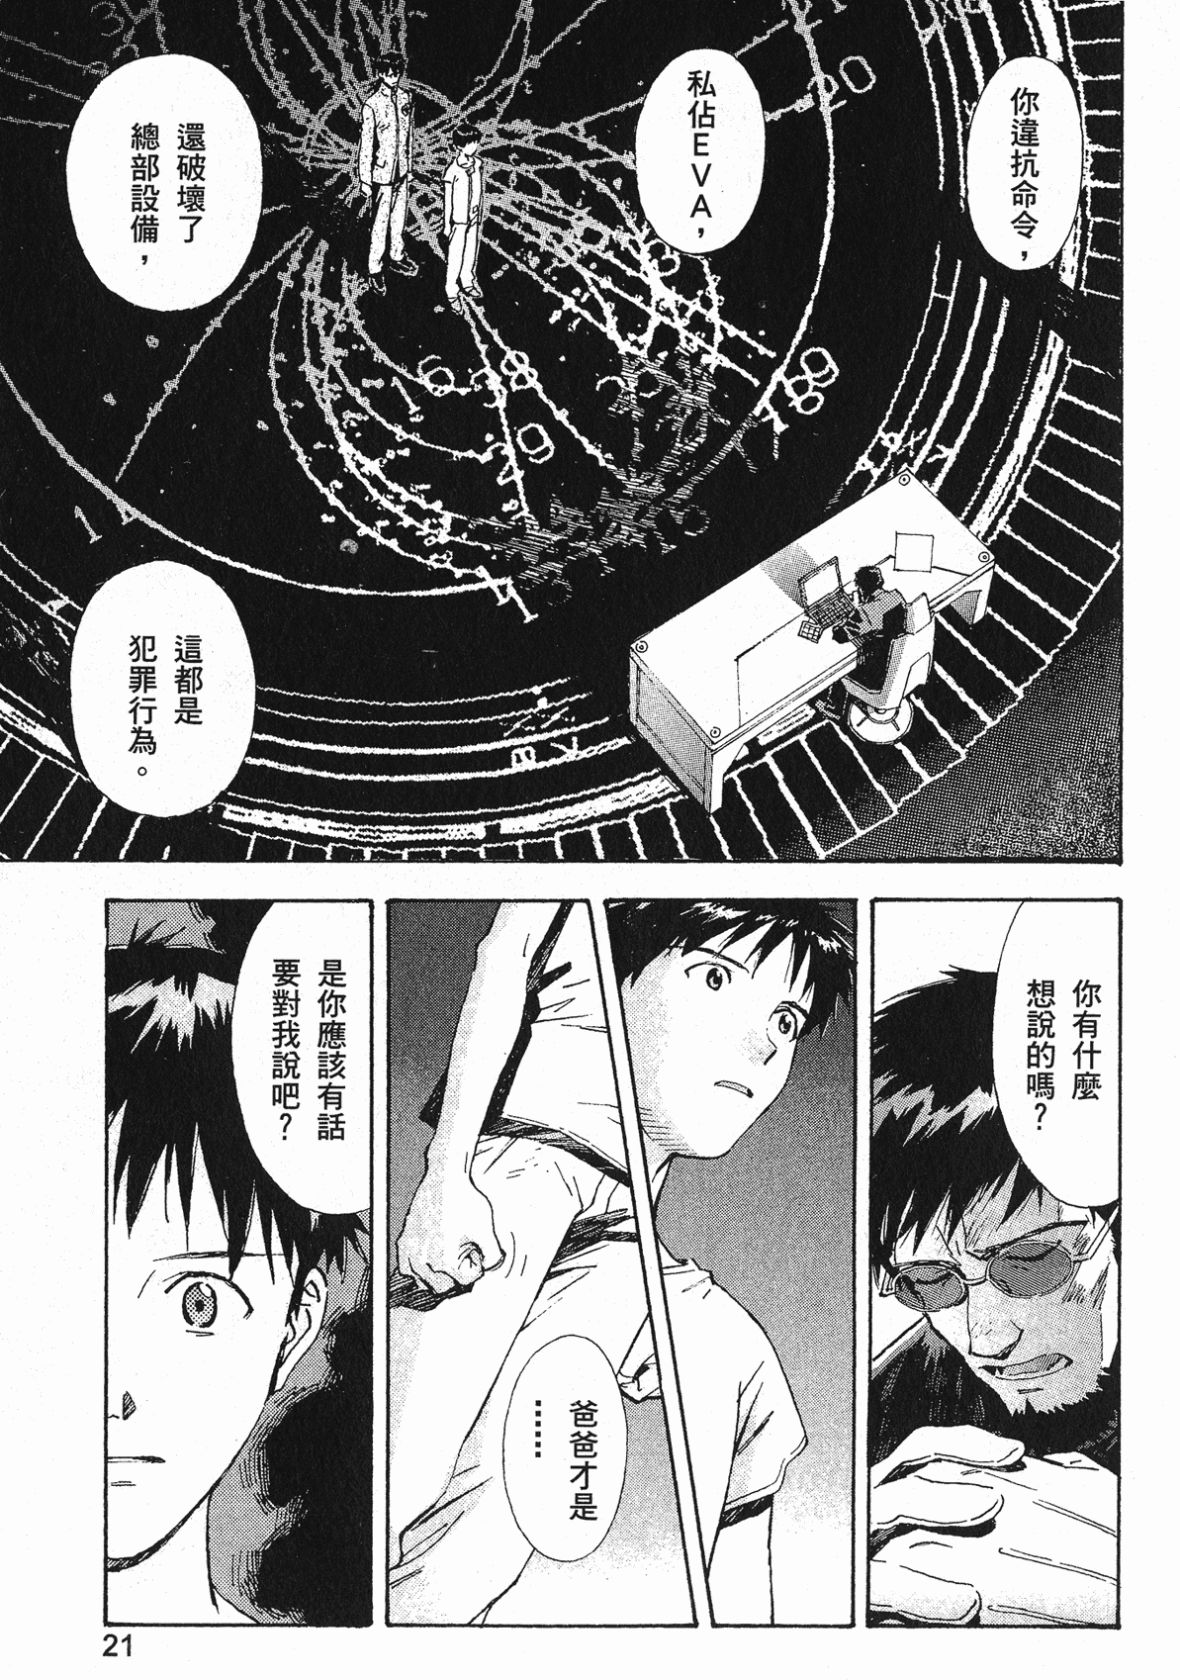 你違抗命令，
私佔EVA，
還破壞了
總部設備，
這都是
犯罪行為。
你有什麼
想說的嗎？
爸爸才是
……
是你應該有話
要對我說吧？
21